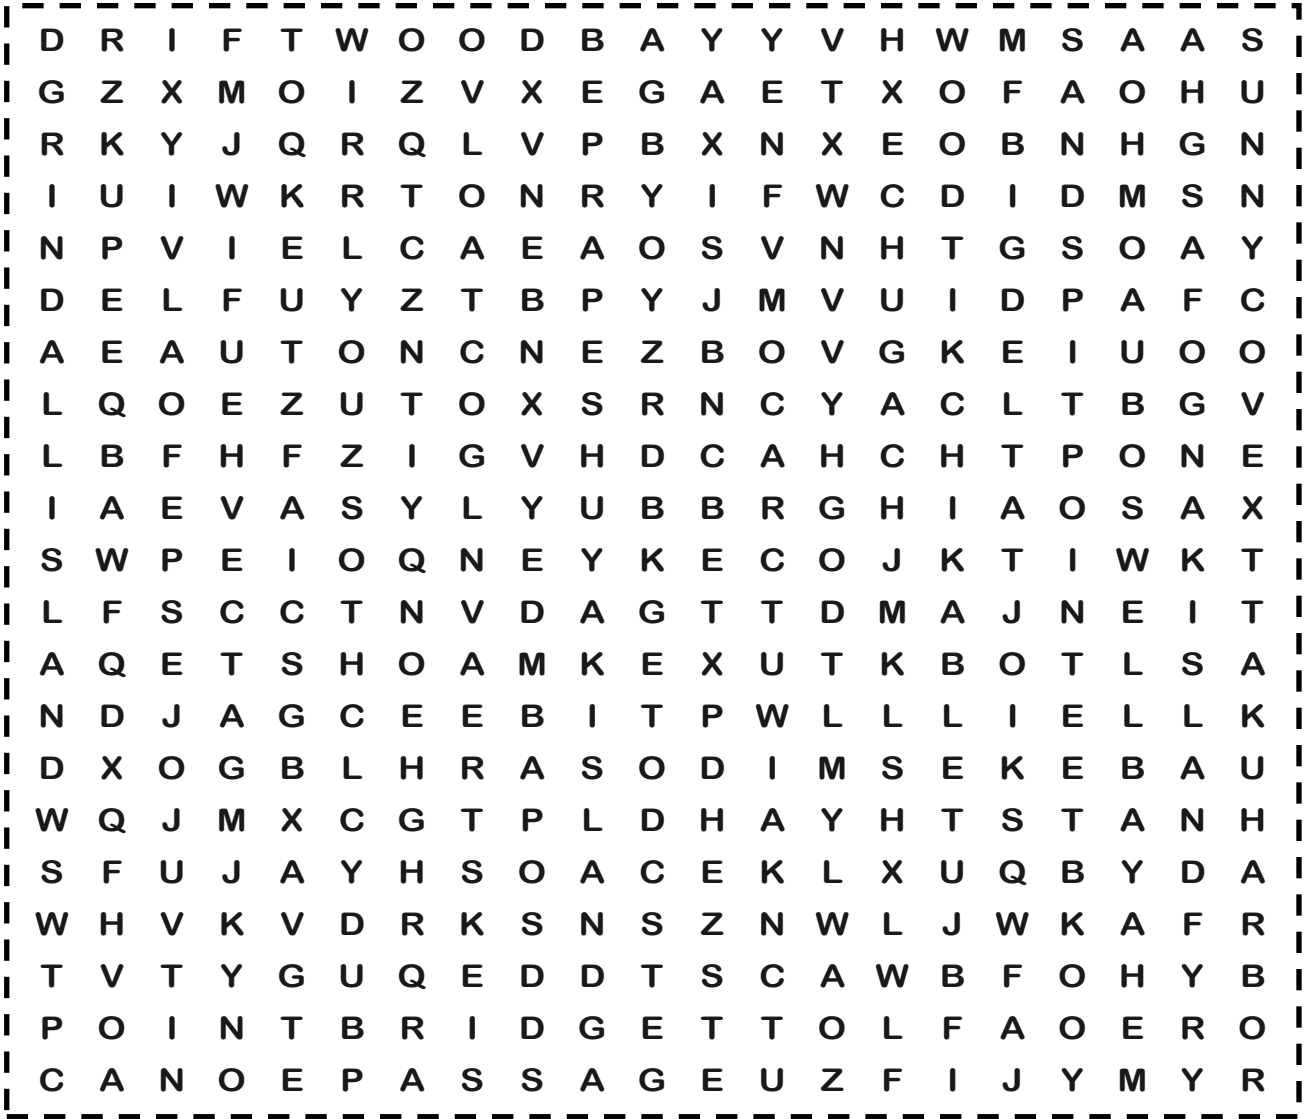 D R I F T W O O D B A Y Y V H W M S A A S
G Z X M O I Z V X E G A E T X O F A O H U
R K Y J Q R Q L V P B X N X E O B N H G N
I U I W K R T O N R Y I F W C D I D M S N
N P V I E L C A E A O S V N H T G S O A Y
D E L F U Y Z T B P Y J M V U I D P A F C
A E A U T O N C N E Z B O V G K E I U O O
L Q O E Z U T O X S R N C Y A C L T B G V
L B F H F Z I G V H D C A H C H T P O N E
I A E V A S Y L Y U B B R G H I A O S A X
S W P E I O Q N E Y K E C O J K T I W K T
L F S C C T N V D A G T T D M A J N E I T
A Q E T S H O A M K E X U T K B O T L S A
N D J A G C E E B I T P W L L L I E L L K
D X O G B L H R A S O D I M S E K E B A U
W Q J M X C G T P L D H A Y H T S T A N H
S F U J A Y H S O A C E K L X U Q B Y D A
W H V K V D R K S N S Z N W L J W K A F R
T V T Y G U Q E D D T S C A W B F O H Y B
P O I N T B R I D G E T T O L F A O E R O
C A N O E P A S S A G E U Z F I J Y M Y R